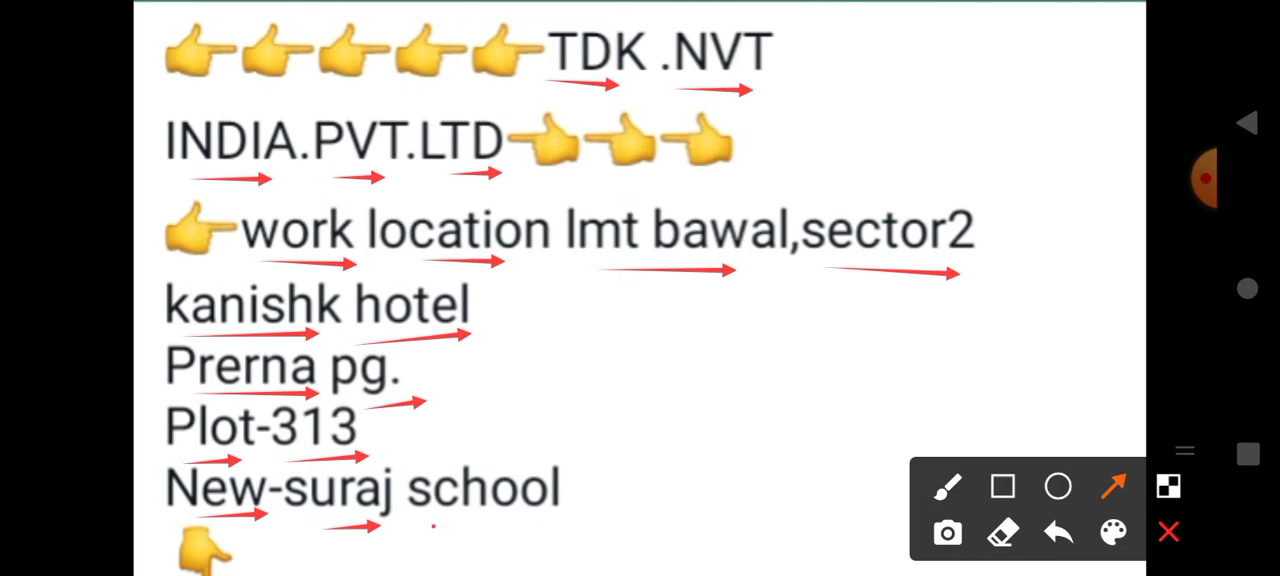 👉👉👉👉👉TDK .NVT
INDIA.PVT.LTD👈👈👈
👉work location lmt bawal,sector2
kanishk hotel
Prerna pg.
Plot-313
New-suraj school
👇